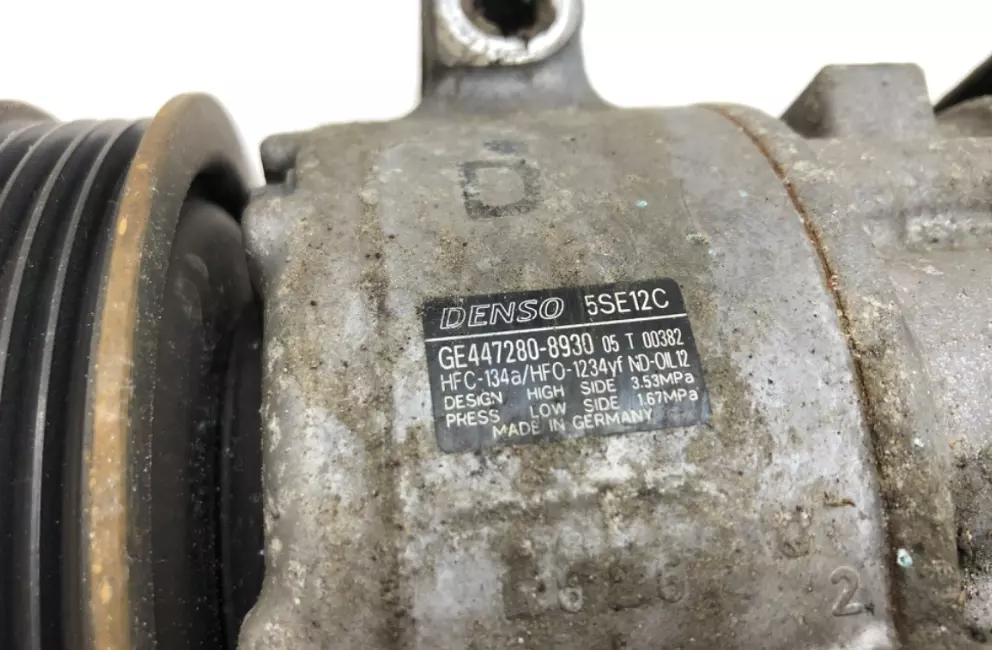 DENSO 5SE12C
GE447280-8930 05 T 00382
HFC-134a/HFO-1234yf ND-OIL12
DESIGN HIGH SIDE 3.53MPa
PRESS LOW SIDE 1.67MPa
MADE IN GERMANY
2